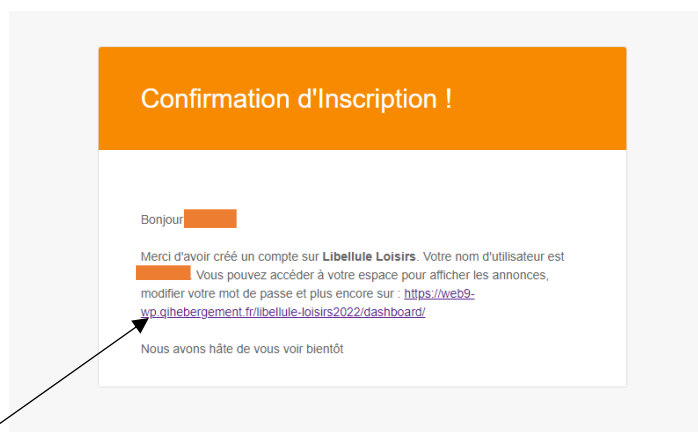 Confirmation d'Inscription !
Bonjour
Merci d'avoir créé un compte sur Libellule Loisirs. Votre nom d'utilisateur est
. Vous pouvez accéder à votre espace pour afficher les annonces,
modifier votre mot de passe et plus encore sur : https://web9-
wp.qihebergement.fr/libellule-loisirs2022/dashboard/
Nous avons hâte de vous voir bientôt